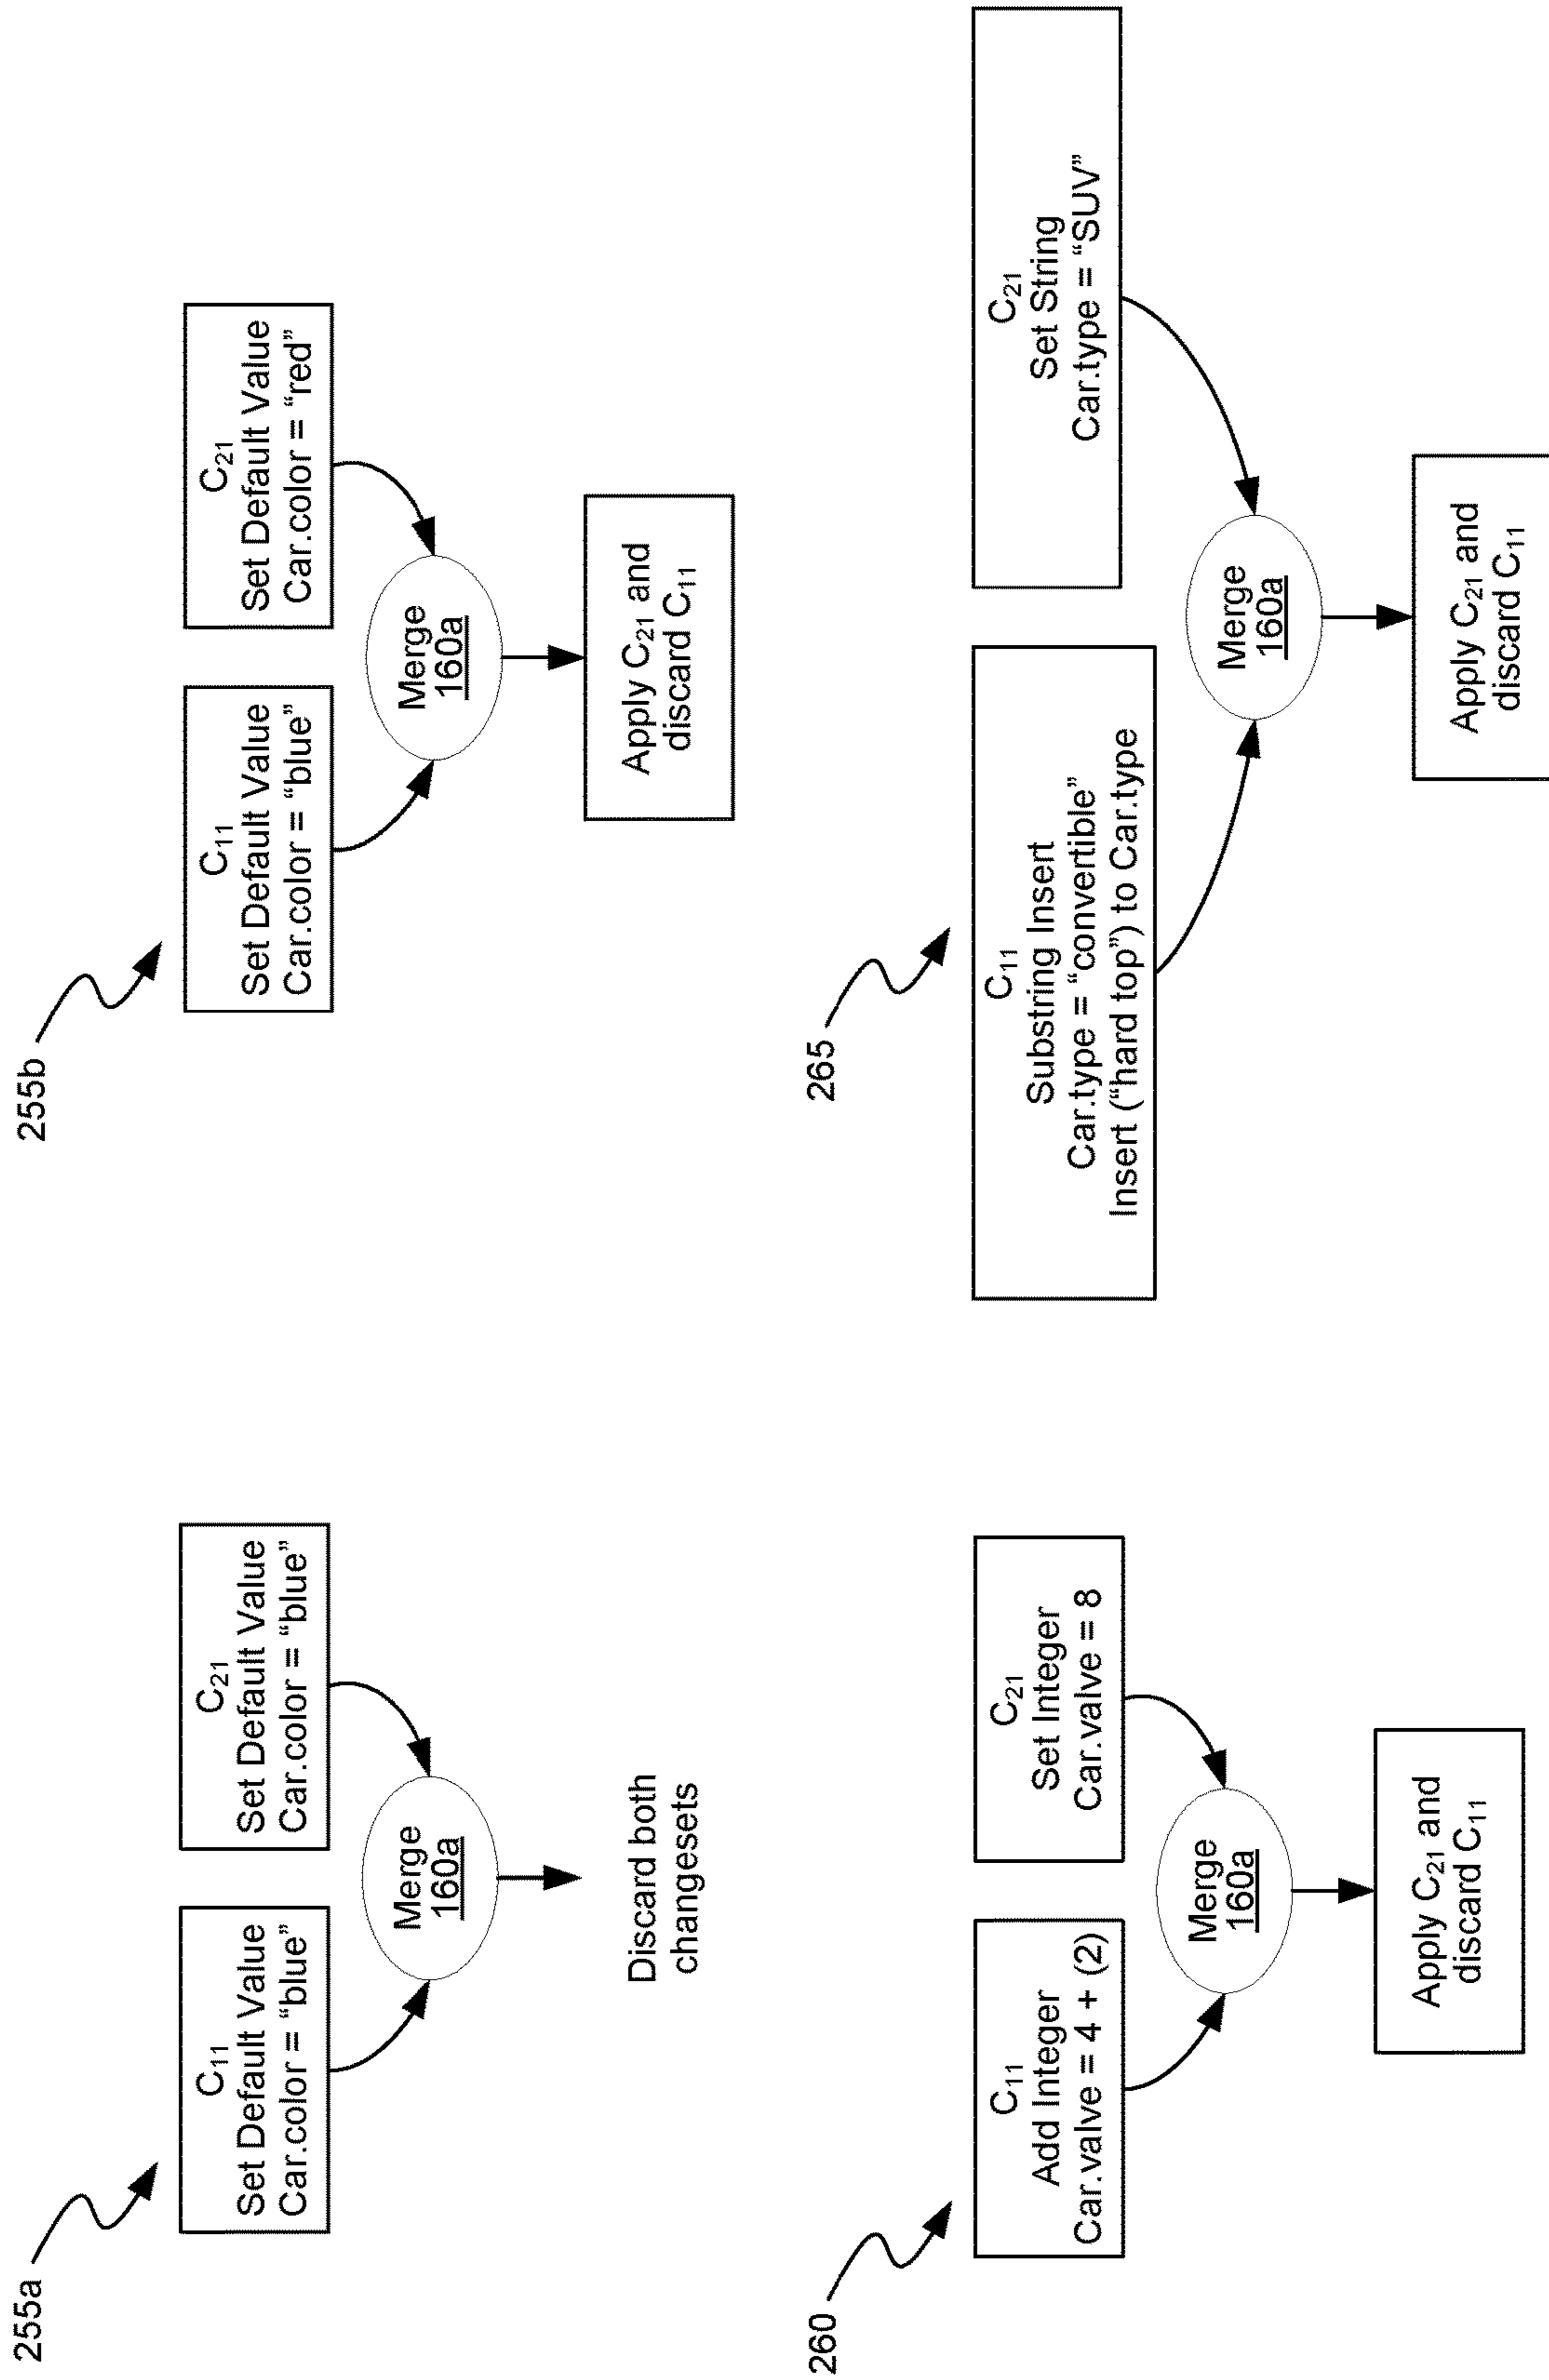 255a
C11
Set Default Value
Car.color = “blue”
C21
Set Default Value
Car.color = “blue”
Merge
160a
Discard both
changesets
255b
C11
Set Default Value
Car.color = “blue”
C21
Set Default Value
Car.color = “red”
Merge
160a
Apply C21 and
discard C11
260
C11
Add Integer
Car.valve = 4 + (2)
C21
Set Integer
Car.valve = 8
Merge
160a
Apply C21 and
discard C11
265
C11
Substring Insert
Car.type = “convertible”
Insert (“hard top”) to Car.type
C21
Set String
Car.type = “SUV”
Merge
160a
Apply C21 and
discard C11